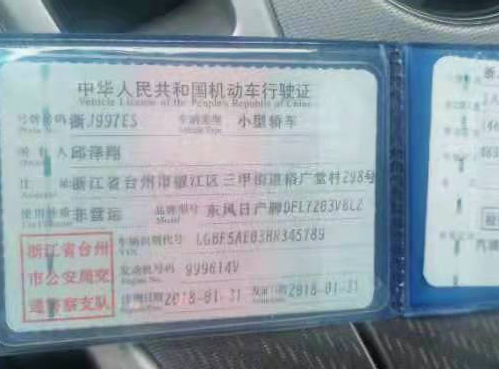 中华人民共和国机动车行驶证
Vehicle License of the People's Republic of China
号牌号码 浙J997ES 车辆类型 小型轿车
Plate No. Vehicle Type
所有人 邱泽翔
住址 浙江省台州市椒江区三甲街道裕广堂村298号
使用性质 非营运 品牌型号 东风日产牌DFL7203VBL2
Model
浙江省台州
市公安局交
通警察支队
车辆识别代号 LGBF5AE03HR345789
VIN
发动机号码 999614V
Engine No.
注册日期 2018-01-31 发证日期 2018-01-31